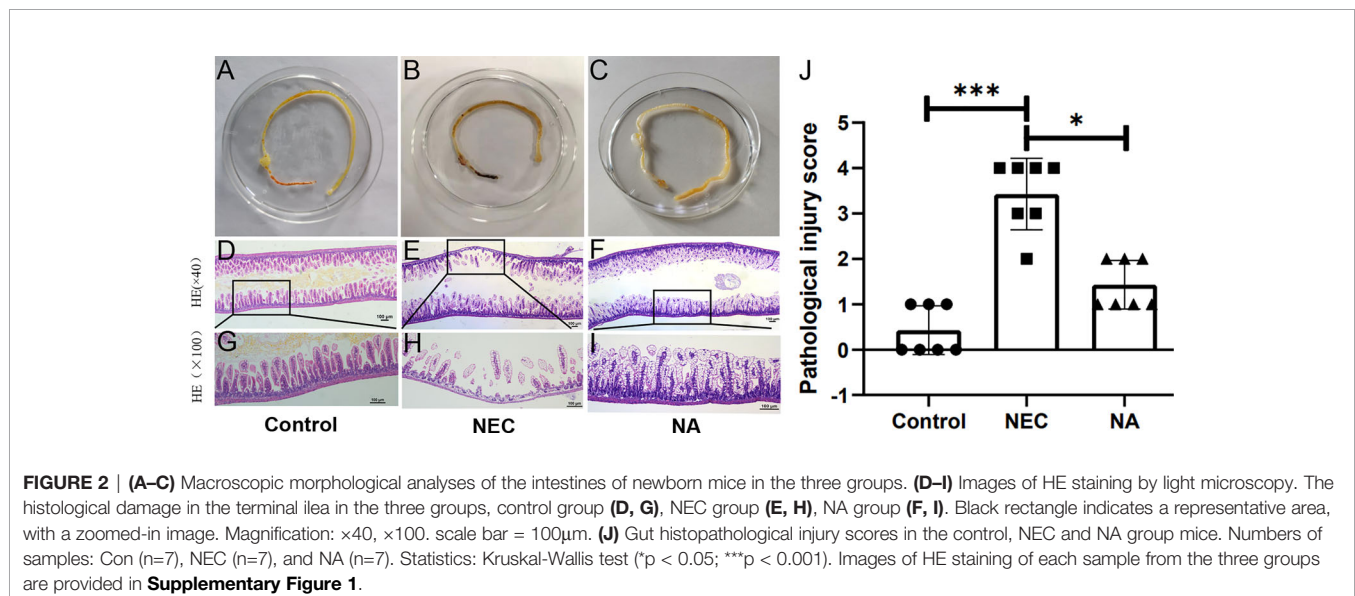 A
B
C
J
HE(×40)
D
E
F
100 μm
HE (×100)
G
H
I
100 μm
100 μm
100 μm
Control
NEC
NA
***
*
Pathological injury score
5
4
3
2
1
0
-1
Control
NEC
NA
FIGURE 2 | (A–C) Macroscopic morphological analyses of the intestines of newborn mice in the three groups. (D–I) Images of HE staining by light microscopy. The
histological damage in the terminal ilea in the three groups, control group (D, G), NEC group (E, H), NA group (F, I). Black rectangle indicates a representative area,
with a zoomed-in image. Magnification: ×40, ×100. scale bar = 100μm. (J) Gut histopathological injury scores in the control, NEC and NA group mice. Numbers of
samples: Con (n=7), NEC (n=7), and NA (n=7). Statistics: Kruskal-Wallis test (*p < 0.05; ***p < 0.001). Images of HE staining of each sample from the three groups
are provided in Supplementary Figure 1.